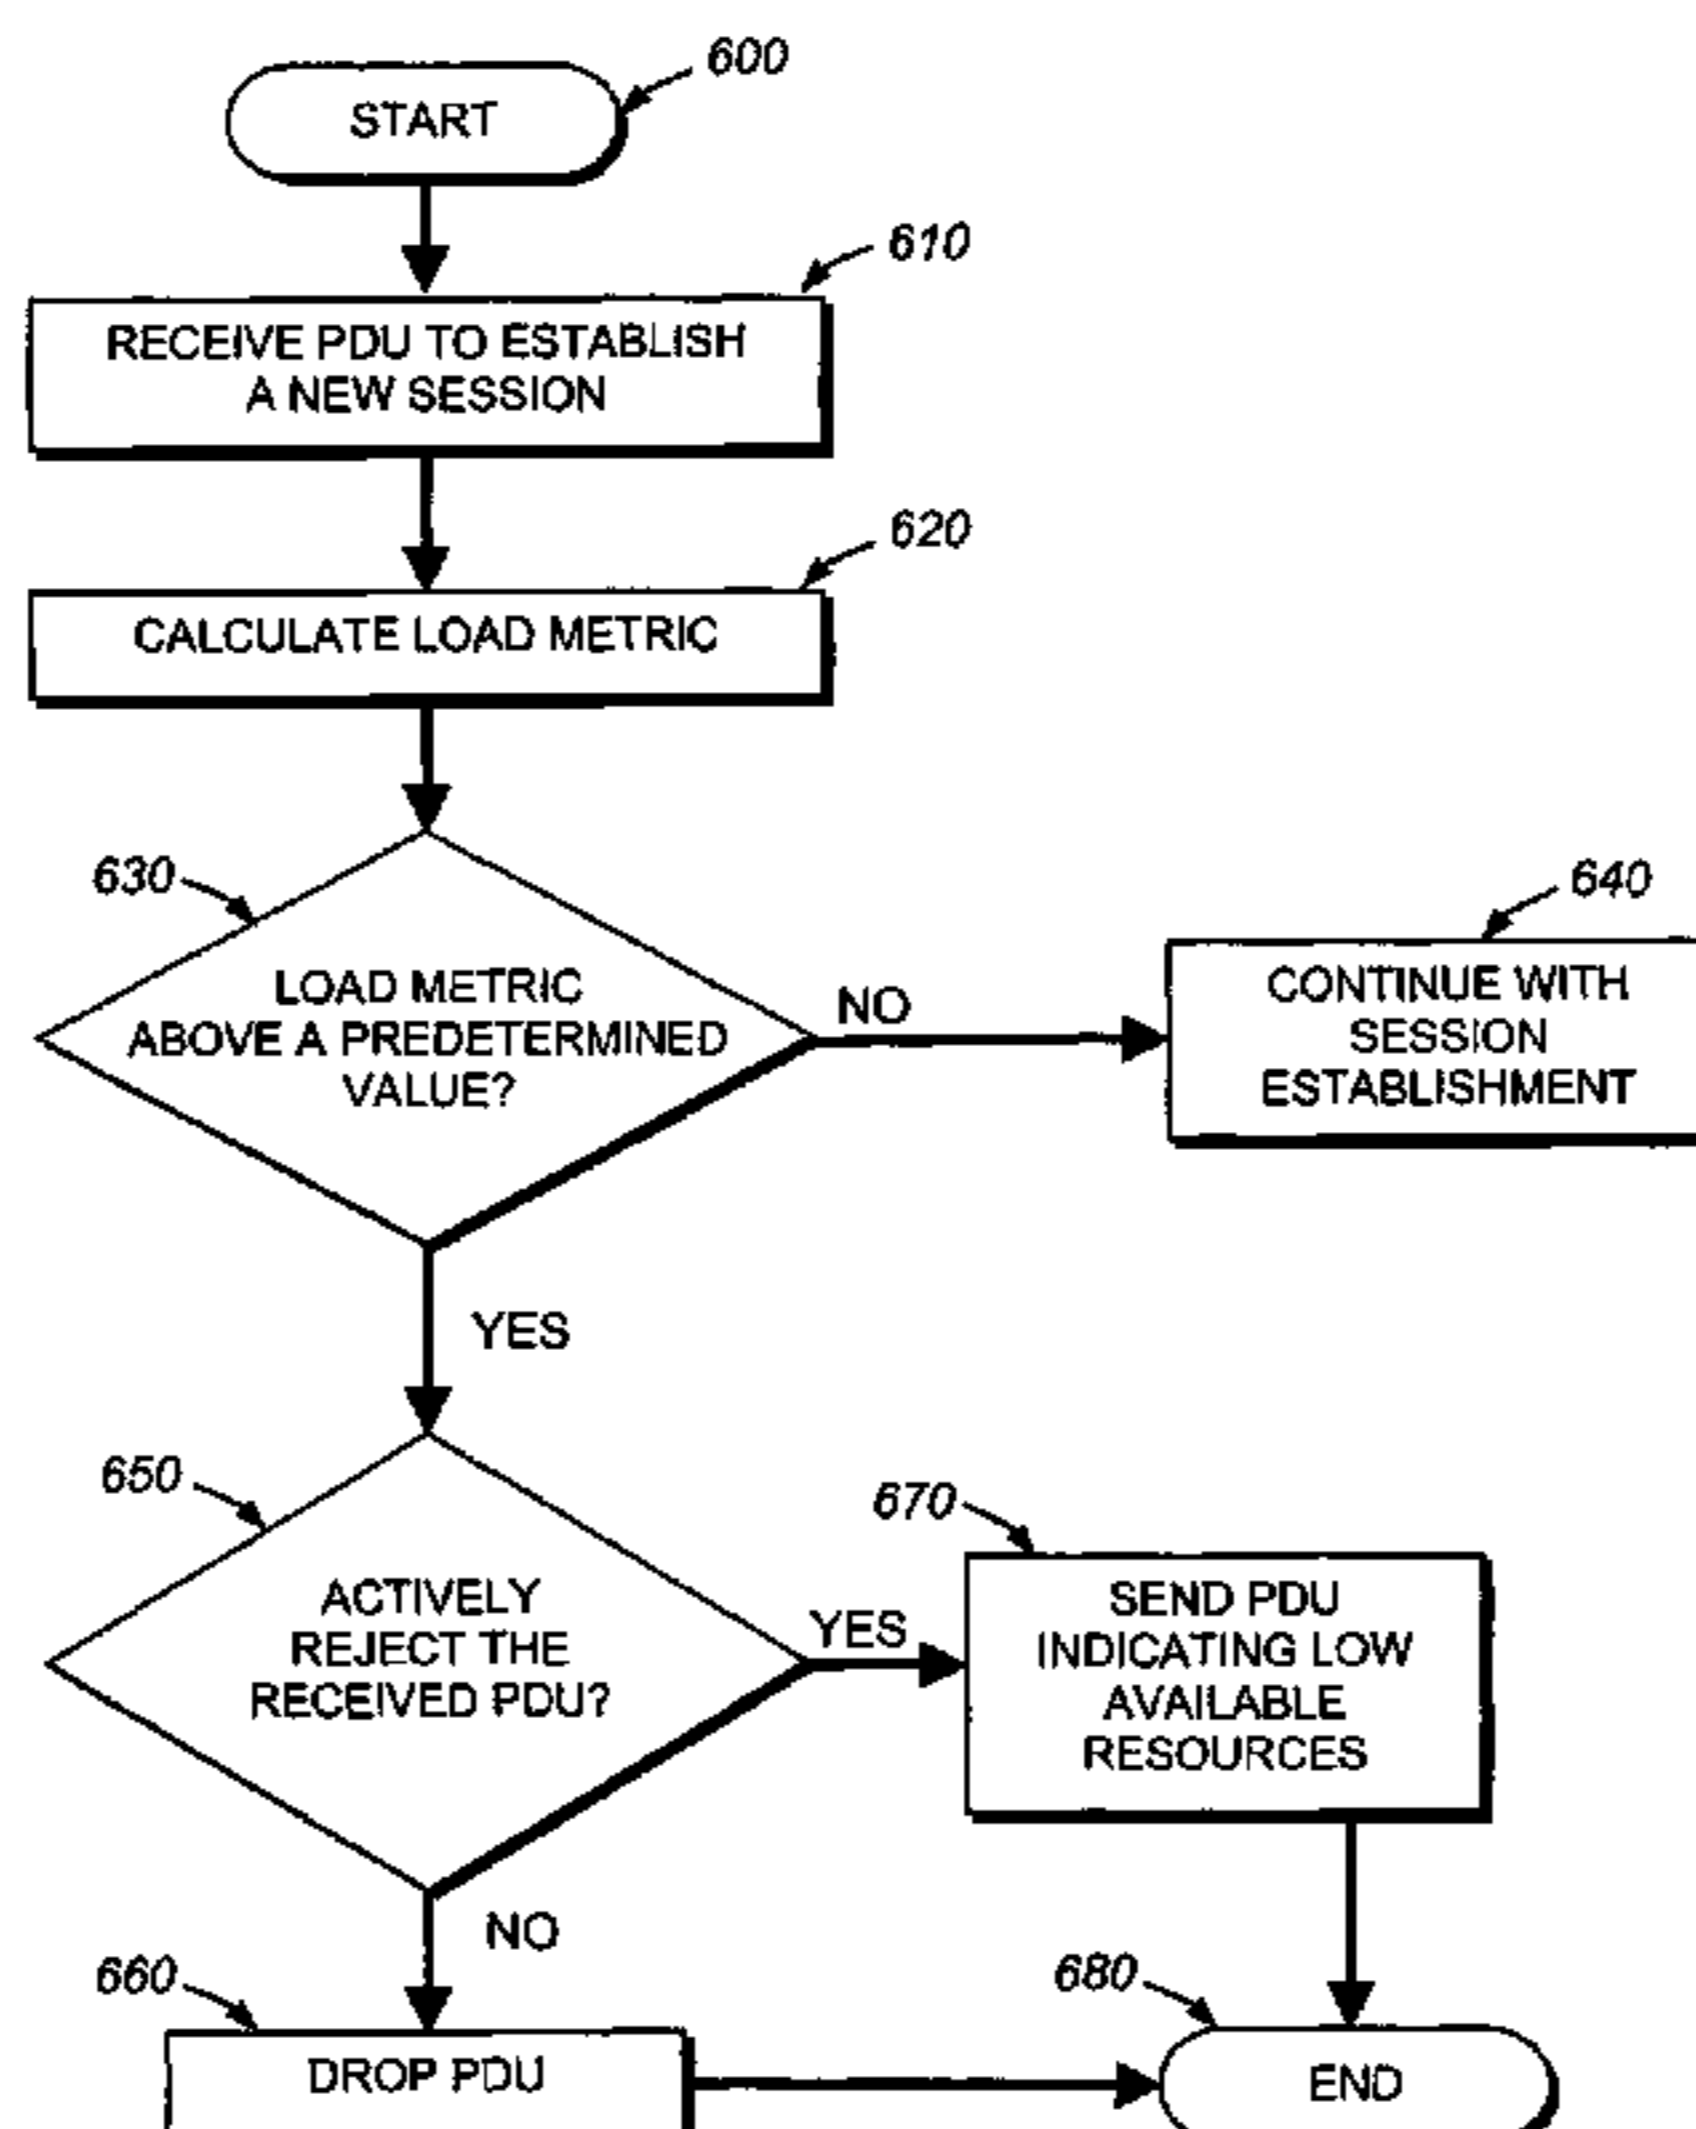 600
START
610
RECEIVE PDU TO ESTABLISH
A NEW SESSION
620
CALCULATE LOAD METRIC
630
LOAD METRIC
ABOVE A PREDETERMINED
VALUE?
NO
640
CONTINUE WITH
SESSION
ESTABLISHMENT
YES
650
ACTIVELY
REJECT THE
RECEIVED PDU?
YES
670
SEND PDU
INDICATING LOW
AVAILABLE
RESOURCES
NO
660
DROP PDU
680
END